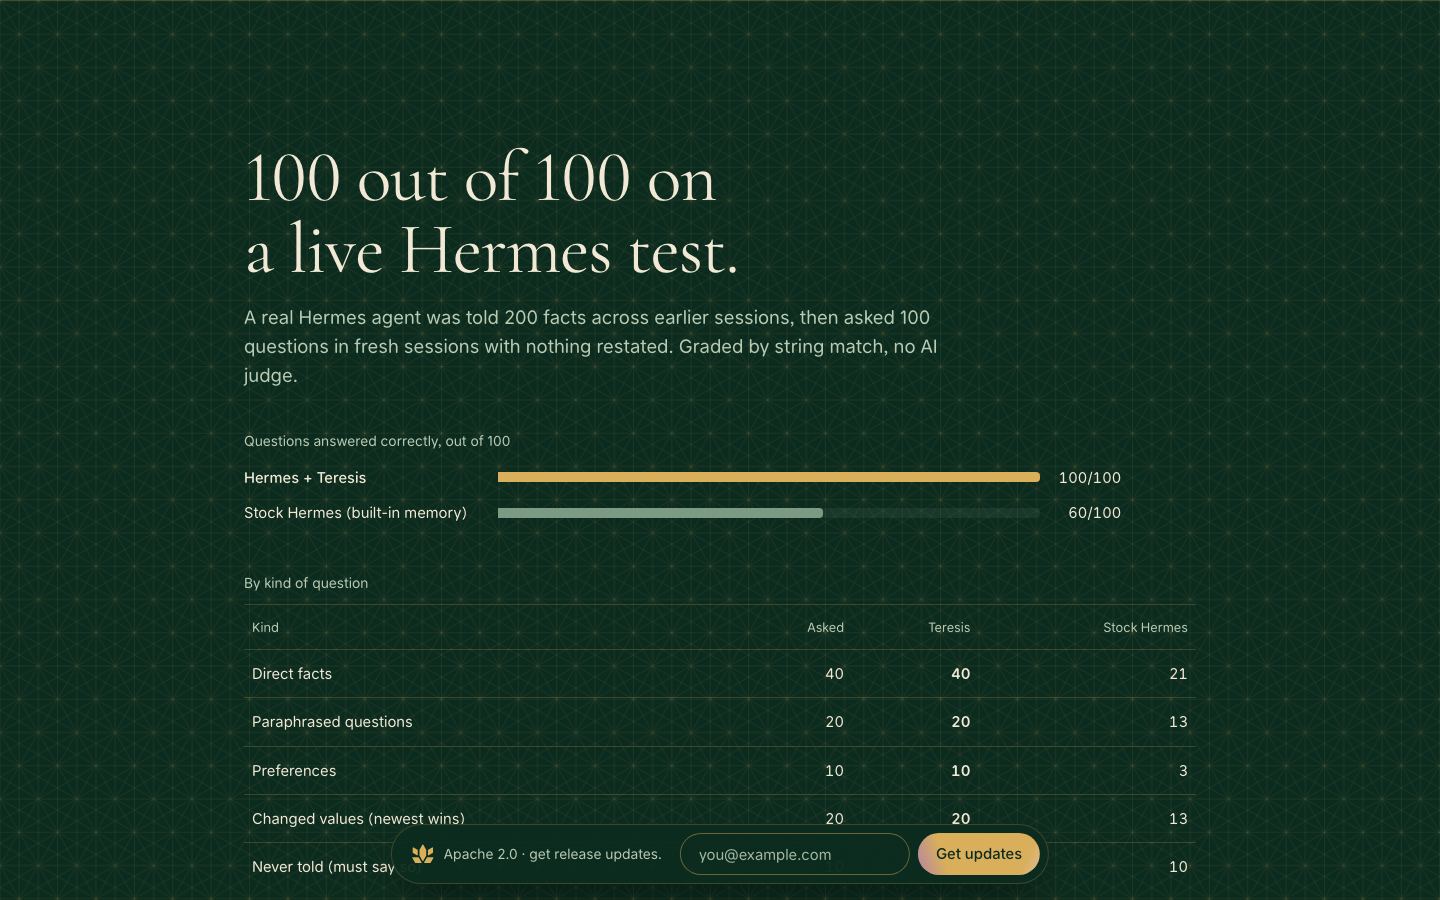 100 out of 100 on
a live Hermes test.
A real Hermes agent was told 200 facts across earlier sessions, then asked 100
questions in fresh sessions with nothing restated. Graded by string match, no AI
judge.
Questions answered correctly, out of 100
Hermes + Teresis 100/100
Stock Hermes (built-in memory) 60/100
By kind of question
Kind Asked Teresis Stock Hermes
Direct facts 40 40 21
Paraphrased questions 20 20 13
Preferences 10 10 3
Changed values (newest wins) 20 20 13
Never told (must say 10
Apache 2.0 · get release updates. you@example.com Get updates